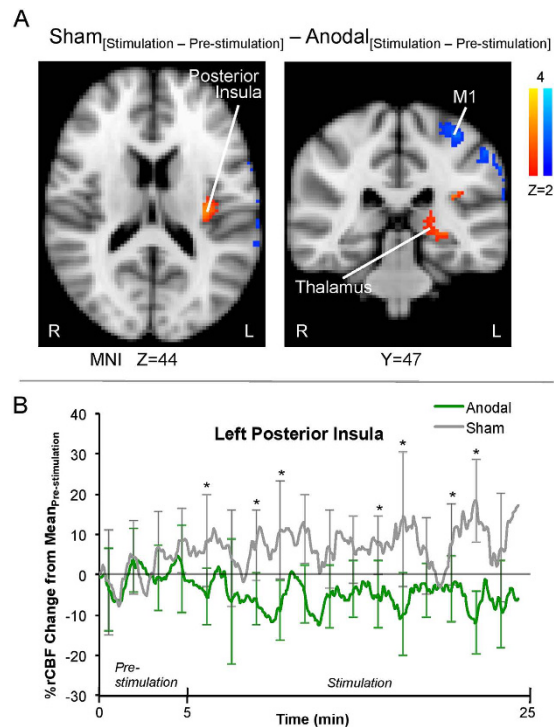 A
Sham[Stimulation – Pre-stimulation] – Anodal[Stimulation – Pre-stimulation]
Posterior
Insula
M1
4
Z=2
Thalamus
R L
R L
MNI Z=44
Y=47
B
Anodal
Sham
Left Posterior Insula
%rCBF Change from MeanPre-stimulation
40
30
20
10
0
-10
-20
-30
* * * * * * *
Pre-
stimulation
Stimulation
0 5 25
Time (min)